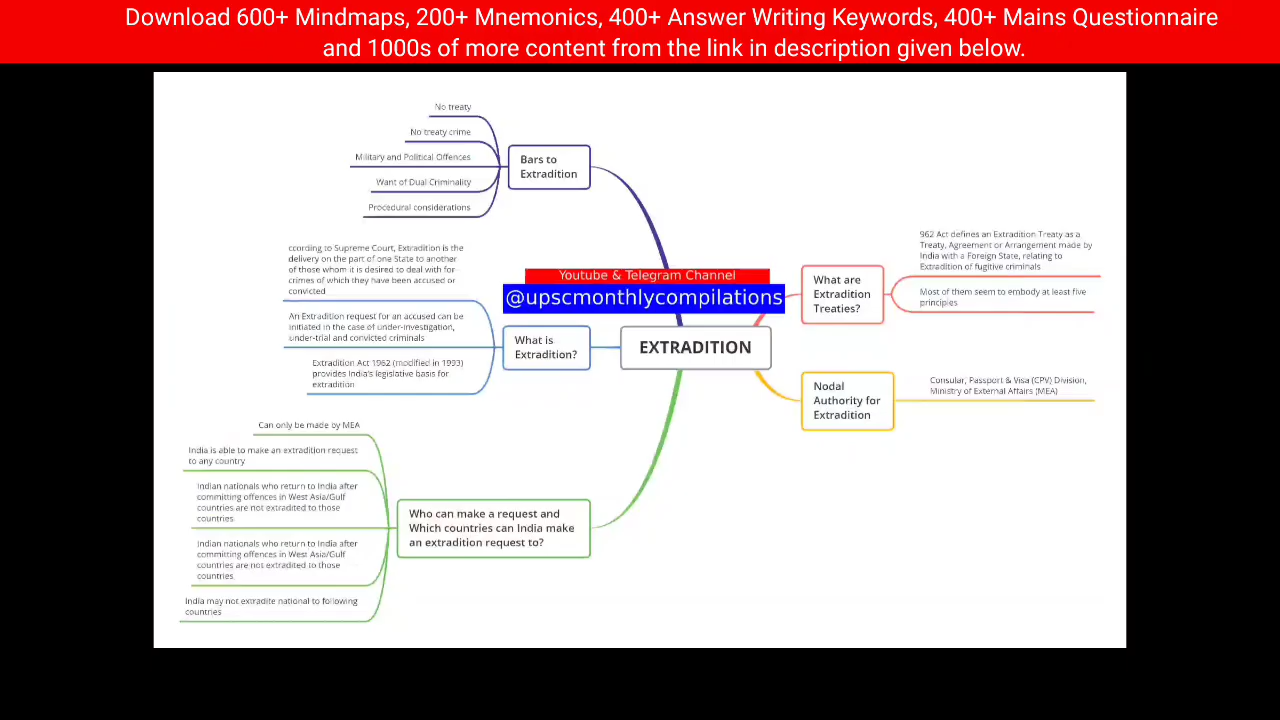 Download 600+ Mindmaps, 200+ Mnemonics, 400+ Answer Writing Keywords, 400+ Mains Questionnaire
and 1000s of more content from the link in description given below.
No treaty
No treaty crime
Military and Political Offences
Want of Dual Criminality
Procedural considerations
Bars to
Extradition
ccording to Supreme Court, Extradition is the
delivery on the part of one State to another
of those whom it is desired to deal with for
crimes of which they have been accused or
convicted
An Extradition request for an accused can be
initiated in the case of under-investigation,
under-trial and convicted criminals
Extradition Act 1962 (modified in 1993)
provides India's legislative basis for
extradition
What is
Extradition?
Youtube & Telegram Channel
@upscmonthlycompilations
EXTRADITION
What are
Extradition
Treaties?
962 Act defines an Extradition Treaty as a
Treaty, Agreement or Arrangement made by
India with a Foreign State, relating to
Extradition of fugitive criminals
Most of them seem to embody at least five
principles
Nodal
Authority for
Extradition
Consular, Passport & Visa (CPV) Division,
Ministry of External Affairs (MEA)
Can only be made by MEA
India is able to make an extradition request
to any country
Indian nationals who return to India after
committing offences in West Asia/Gulf
countries are not extradited to those
countries
Indian nationals who return to India after
committing offences in West Asia/Gulf
countries are not extradited to those
countries
India may not extradite national to following
countries
Who can make a request and
Which countries can India make
an extradition request to?